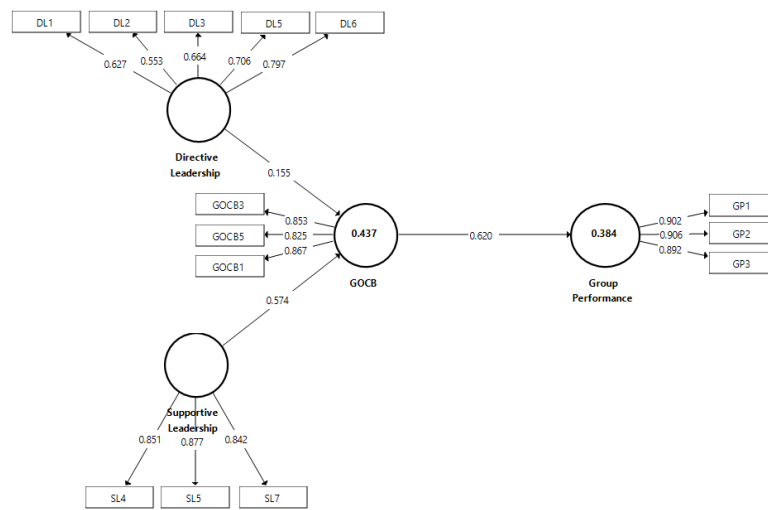 DL1 DL2 DL3 DL5 DL6
0.627 0.553 0.664 0.706 0.797
Directive
Leadership
0.155
GOCB3
GOCB5
GOCB1
0.853
0.825
0.867
0.437
GOCB
0.620
0.384
Group
Performance
0.902
0.906
0.892
GP1
GP2
GP3
0.574
Supportive
Leadership
0.851 0.877 0.842
SL4 SL5 SL7